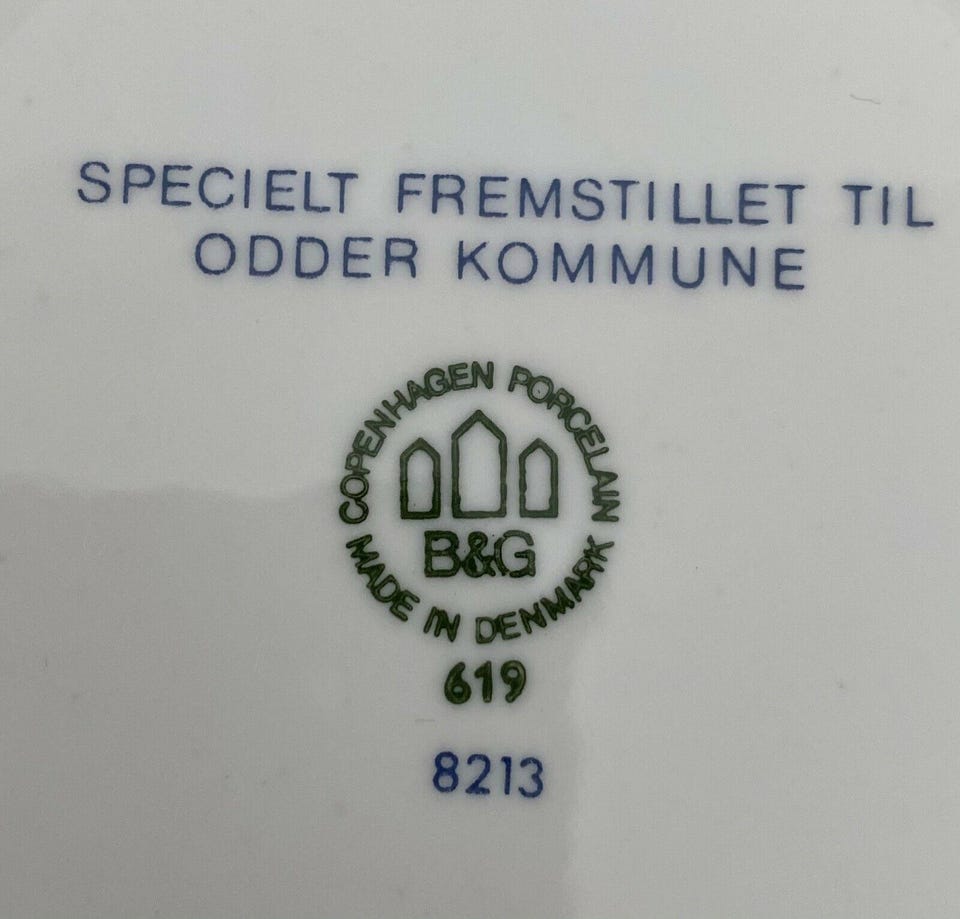 SPECIELT FREMSTILLET TIL
ODDER KOMMUNE
COPENHAGEN PORCELAIN
B&G
MADE IN DENMARK
619
8213